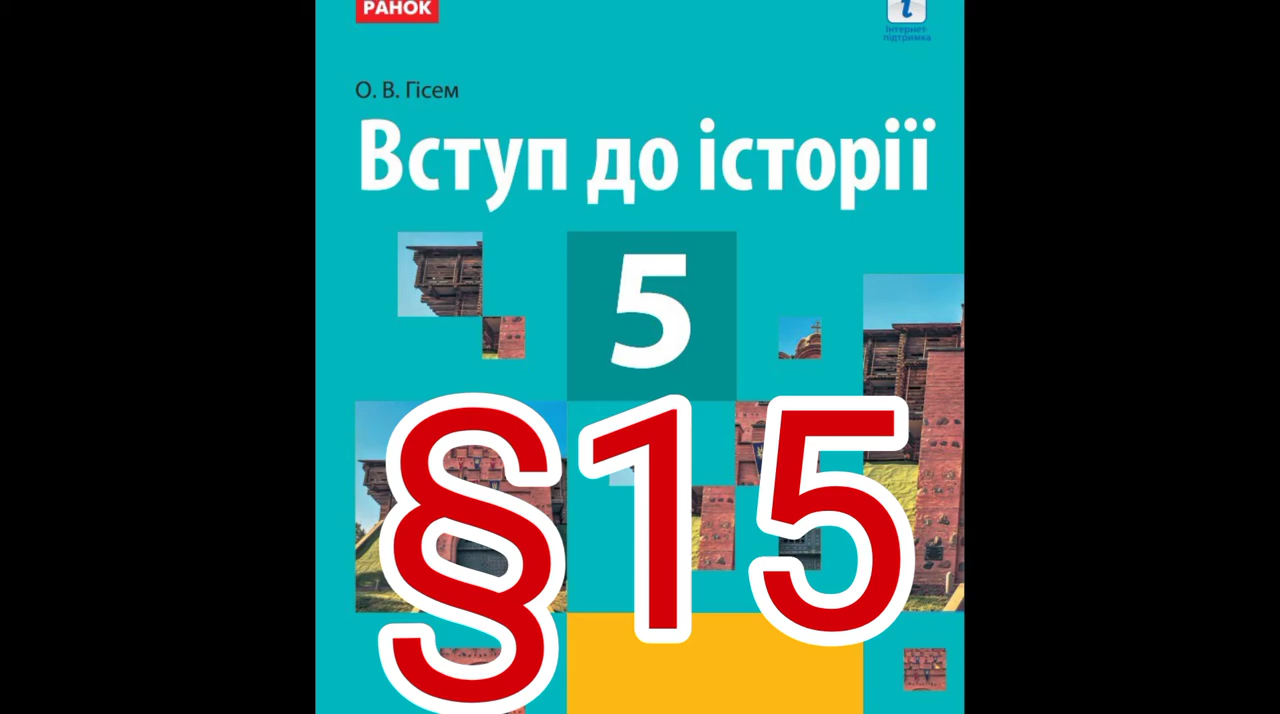 РАНОК
i
Інтернет-
підтримка
О. В. Гісем
Вступ до історії
5
§15